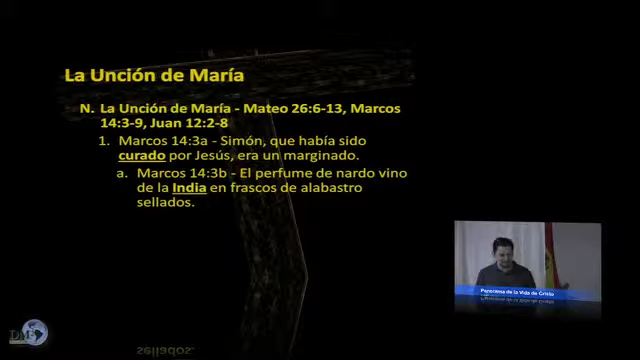 La Unción de María
N. La Unción de María - Mateo 26:6-13, Marcos
14:3-9, Juan 12:2-8
1. Marcos 14:3a - Simón, que había sido
curado por Jesús, era un marginado.
a. Marcos 14:3b - El perfume de nardo vino
de la India en frascos de alabastro
sellados.
Panorama de la Vida de Cristo
sellados.